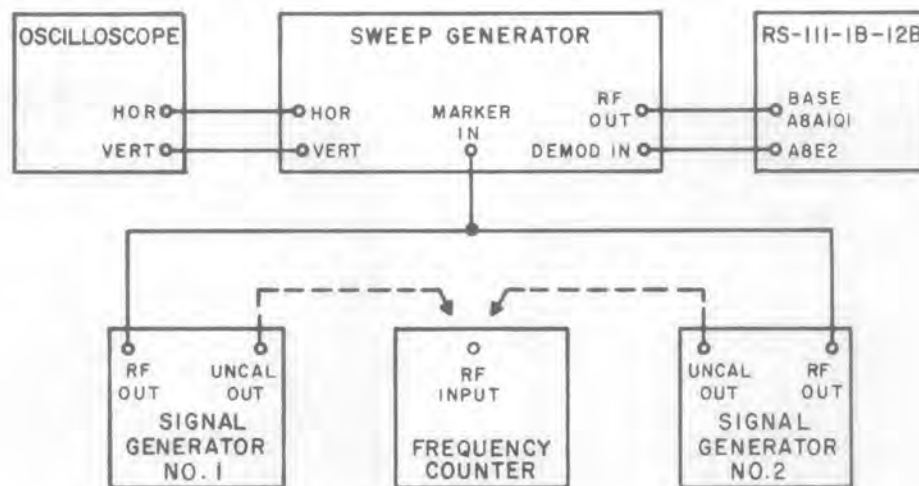 OSCILLOSCOPE
HOR
VERT
SWEEP GENERATOR
HOR
VERT
MARKER
IN
RF
OUT
DEMOD IN
RS-111-1B-12B
BASE
A8A1Q1
A8E2
RF
OUT
UNCAL
OUT
SIGNAL
GENERATOR
NO. 1
RF
INPUT
FREQUENCY
COUNTER
UNCAL
OUT
RF
OUT
SIGNAL
GENERATOR
NO.2